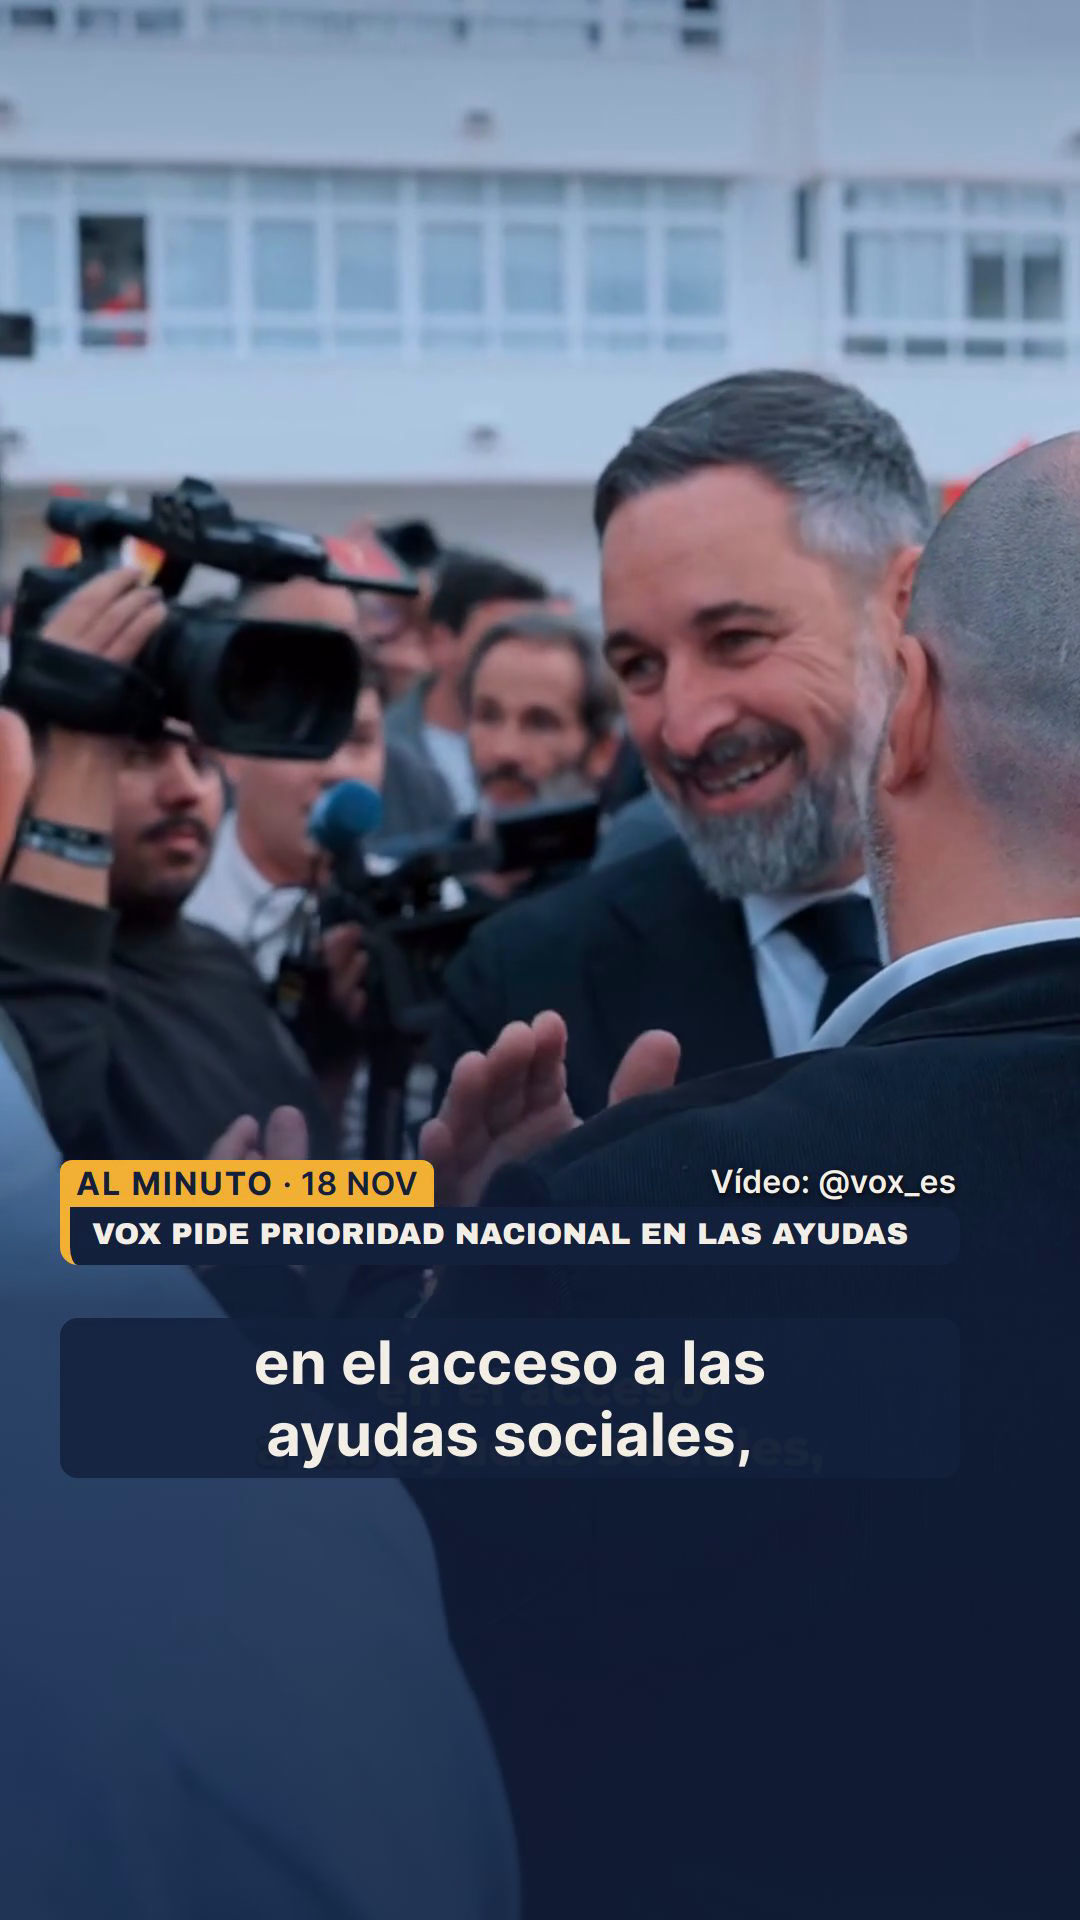 AL MINUTO · 18 NOV
Vídeo: @vox_es
VOX PIDE PRIORIDAD NACIONAL EN LAS AYUDAS
en el acceso a las
ayudas sociales,